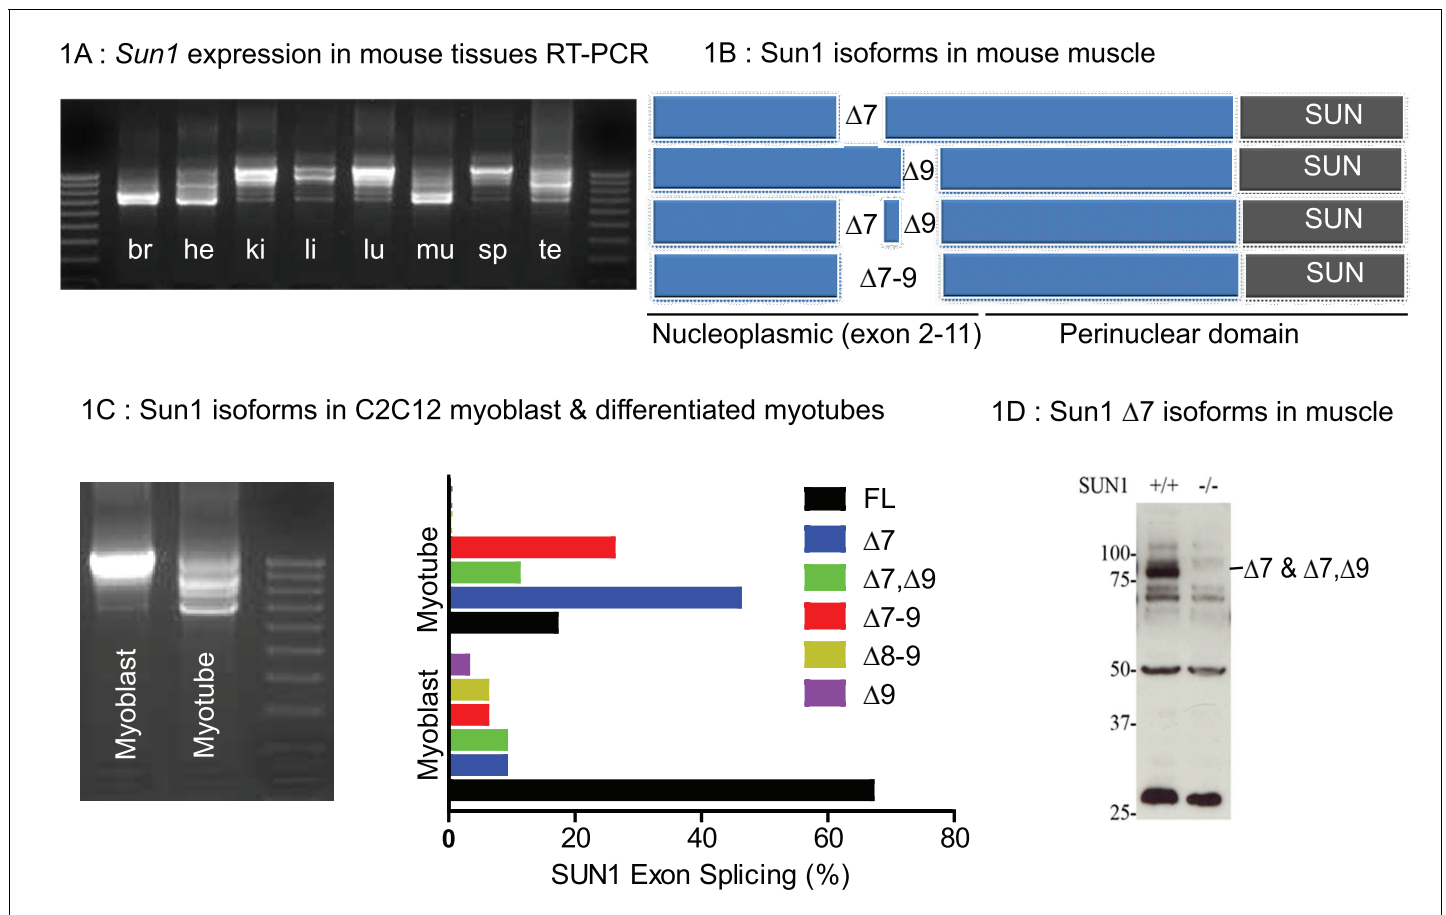 1A : Sun1 expression in mouse tissues RT-PCR
br he ki li lu mu sp te
1B : Sun1 isoforms in mouse muscle
Δ7 SUN
Δ9 SUN
Δ7 Δ9 SUN
Δ7-9 SUN
Nucleoplasmic (exon 2-11) Perinuclear domain
1C : Sun1 isoforms in C2C12 myoblast & differentiated myotubes
Myoblast
Myotube
Myotube
Myoblast
FL
Δ7
Δ7,Δ9
Δ7-9
Δ8-9
Δ9
0 20 40 60 80
SUN1 Exon Splicing (%)
1D : Sun1 Δ7 isoforms in muscle
SUN1 +/+ -/-
100-
75-
50-
37-
25-
Δ7 & Δ7,Δ9